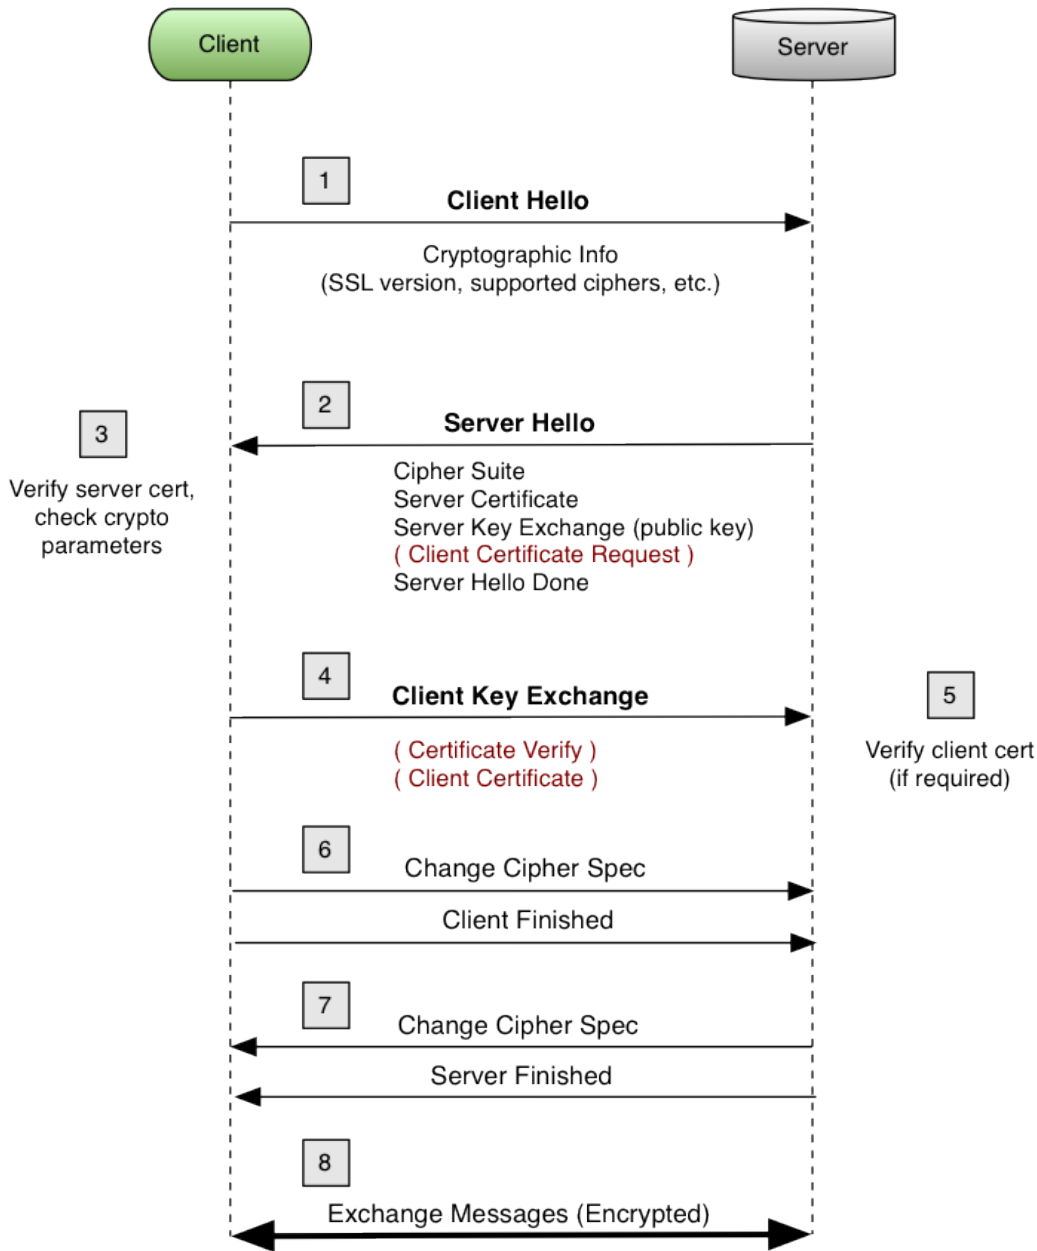 Client
Server
1
Client Hello
Cryptographic Info
(SSL version, supported ciphers, etc.)
2
Server Hello
3
Verify server cert,
check crypto
parameters
Cipher Suite
Server Certificate
Server Key Exchange (public key)
( Client Certificate Request )
Server Hello Done
4
Client Key Exchange
5
( Certificate Verify )
( Client Certificate )
Verify client cert
(if required)
6
Change Cipher Spec
Client Finished
7
Change Cipher Spec
Server Finished
8
Exchange Messages (Encrypted)